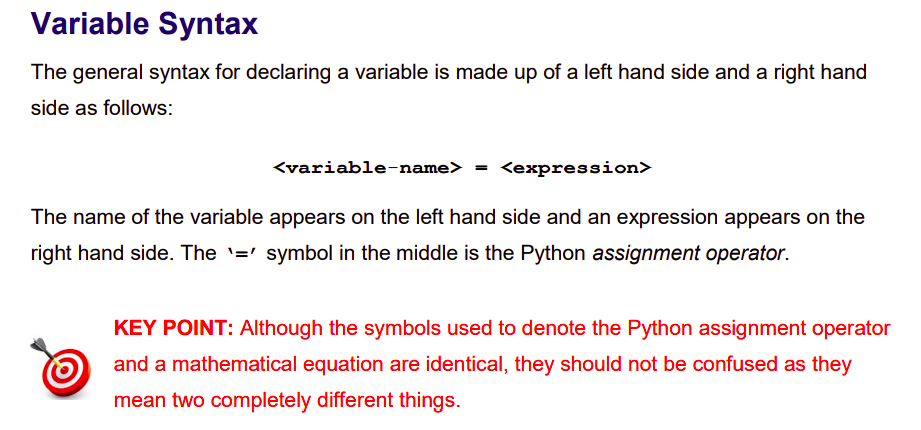 Variable Syntax
The general syntax for declaring a variable is made up of a left hand side and a right hand
side as follows:
<variable-name> = <expression>
The name of the variable appears on the left hand side and an expression appears on the
right hand side. The ‘=’ symbol in the middle is the Python assignment operator.
KEY POINT: Although the symbols used to denote the Python assignment operator
and a mathematical equation are identical, they should not be confused as they
mean two completely different things.